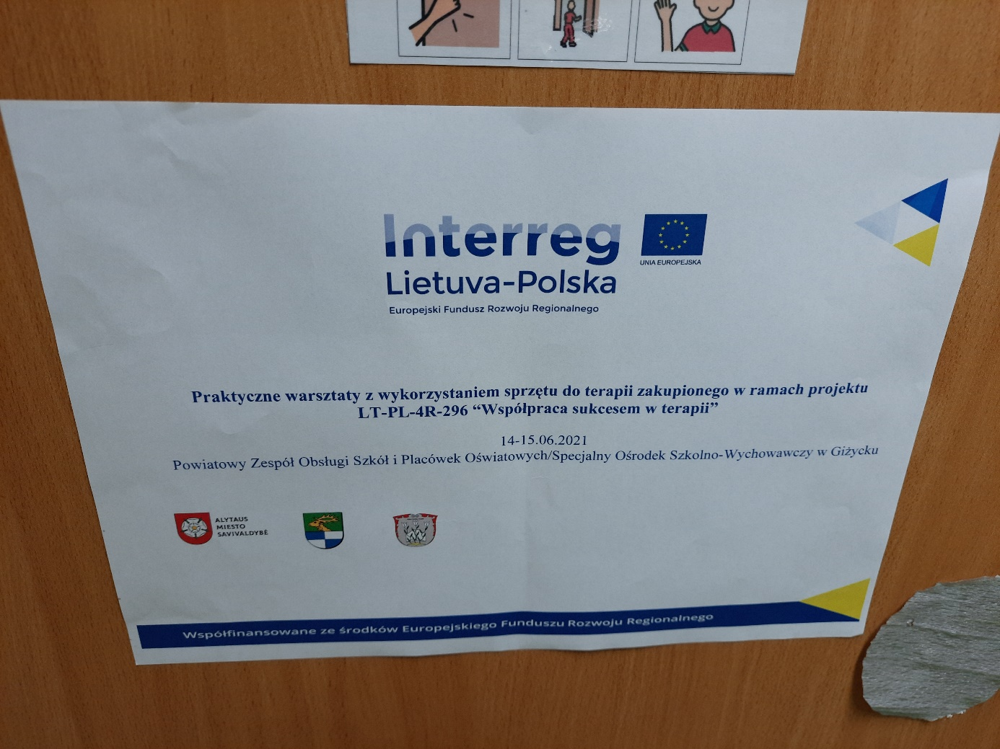 Interreg
Lietuva-Polska
Europejski Fundusz Rozwoju Regionalnego
UNIA EUROPEJSKA
Praktyczne warsztaty z wykorzystaniem sprzętu do terapii zakupionego w ramach projektu
LT-PL-4R-296 “Współpraca sukcesem w terapii”
14-15.06.2021
Powiatowy Zespół Obsługi Szkół i Placówek Oświatowych/Specjalny Ośrodek Szkolno-Wychowawczy w Giżycku
ALYTAUS
MIESTO
SAVIVALDYBĖ
Współfinansowane ze środków Europejskiego Funduszu Rozwoju Regionalnego